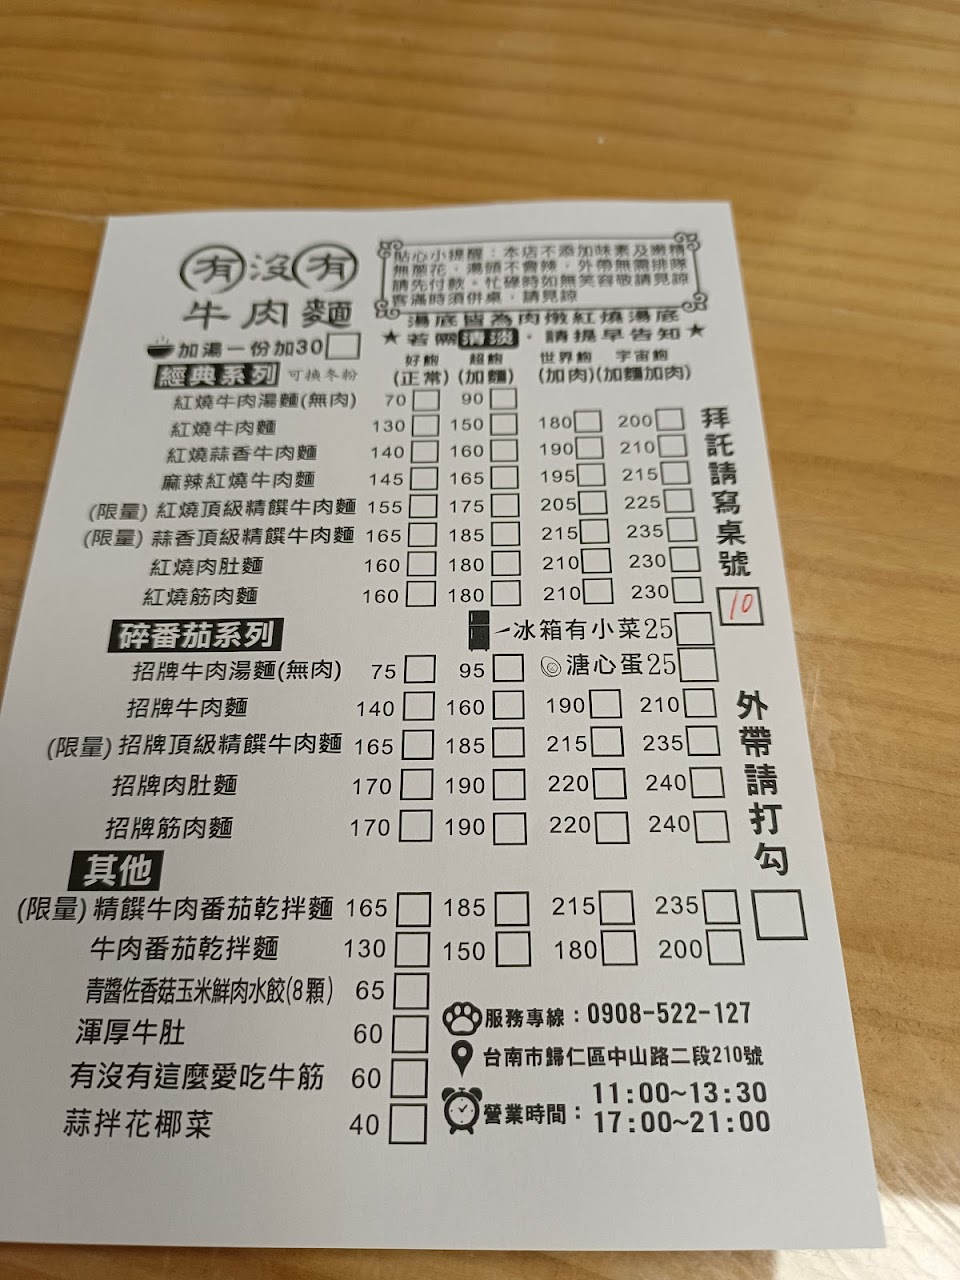 有沒有
牛肉麵
貼心小提醒：本店不添加味素及嫩精
無蔥花，湯頭不會辣，外帶無需排隊
請先付款。忙碌時如無笑容敬請見諒
客滿時須併桌，請見諒
湯底皆為肉燉紅燒湯底
★若需清淡，請提早告知★
加湯一份加30
經典系列 可換冬粉
好飽 超飽 世界飽 宇宙飽
(正常) (加麵) (加肉) (加麵加肉)
紅燒牛肉湯麵(無肉) 70 90
紅燒牛肉麵 130 150 180 200
紅燒蒜香牛肉麵 140 160 190 210
麻辣紅燒牛肉麵 145 165 195 215
(限量) 紅燒頂級精饌牛肉麵 155 175 205 225
(限量) 蒜香頂級精饌牛肉麵 165 185 215 235
紅燒肉肚麵 160 180 210 230
紅燒筋肉麵 160 180 210 230
拜託請寫桌號
10
冰箱有小菜25
碎番茄系列
溏心蛋25
招牌牛肉湯麵(無肉) 75 95
招牌牛肉麵 140 160 190 210
(限量) 招牌頂級精饌牛肉麵 165 185 215 235
招牌肉肚麵 170 190 220 240
招牌筋肉麵 170 190 220 240
外帶請打勾
其他
(限量) 精饌牛肉番茄乾拌麵 165 185 215 235
牛肉番茄乾拌麵 130 150 180 200
青醬佐香菇玉米鮮肉水餃(8顆) 65
渾厚牛肚 60
有沒有這麼愛吃牛筋 60
蒜拌花椰菜 40
服務專線：0908-522-127
台南市歸仁區中山路二段210號
營業時間：11:00~13:30
17:00~21:00